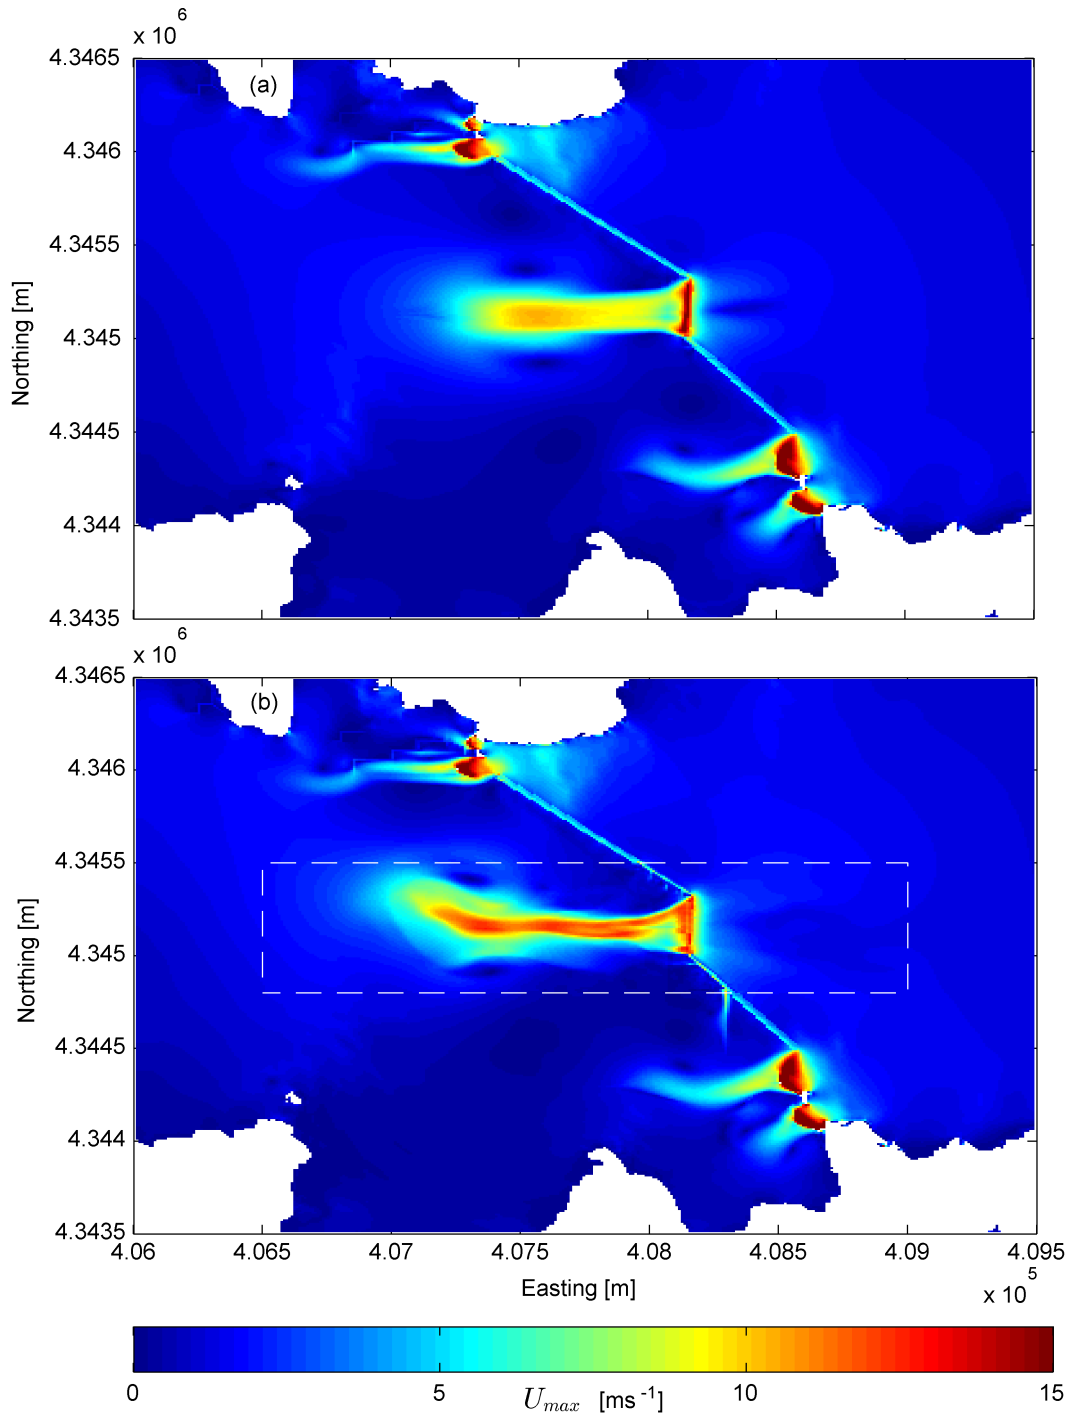 x 10^6
4.3465
(a)
4.346
4.3455
4.345
4.3445
4.344
4.3435
Northing [m]
x 10^6
4.3465
(b)
4.346
4.3455
4.345
4.3445
4.344
4.3435
Northing [m]
4.06 4.065 4.07 4.075 4.08 4.085 4.09 4.095
Easting [m]
x 10^5
0 5 10 15
U_max [ms^-1]